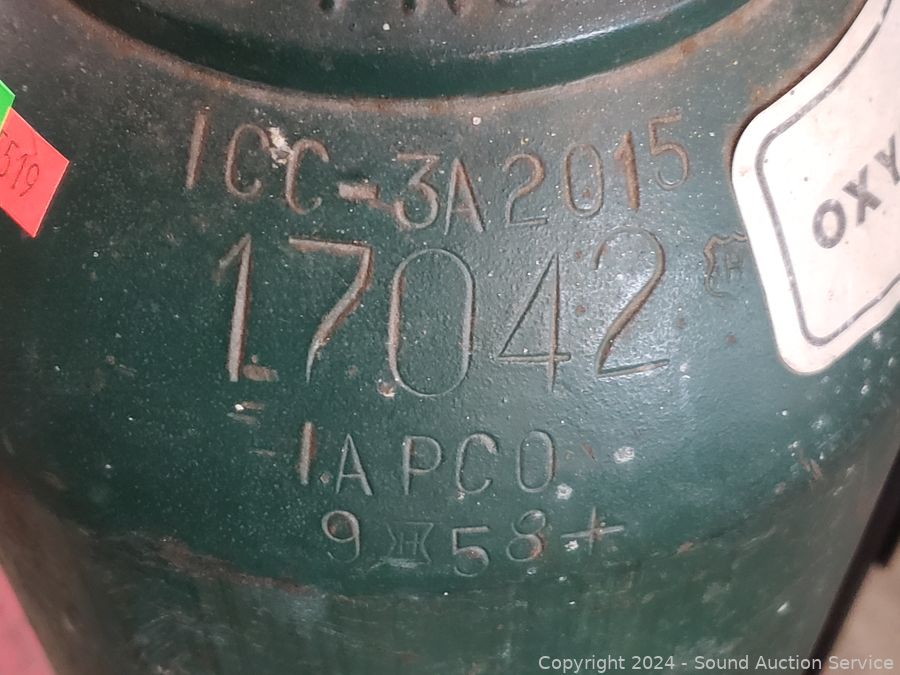 519
ICC-3A2015
OXY
17042
H
IAPCO
9 H 58+
Copyright 2024 - Sound Auction Service